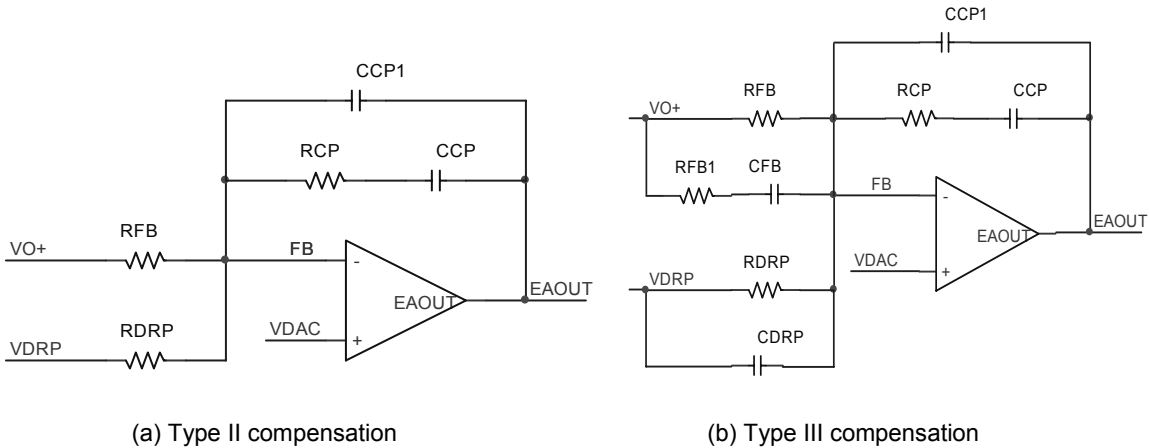 CCP1
RCP
CCP
RFB
VO+
FB
-
EAOUT
EAOUT
RDRP
VDAC
+
VDRP
(a) Type II compensation
CCP1
VO+
RFB
RCP
CCP
RFB1
CFB
FB
-
EAOUT
EAOUT
VDRP
RDRP
VDAC
+
CDRP
(b) Type III compensation